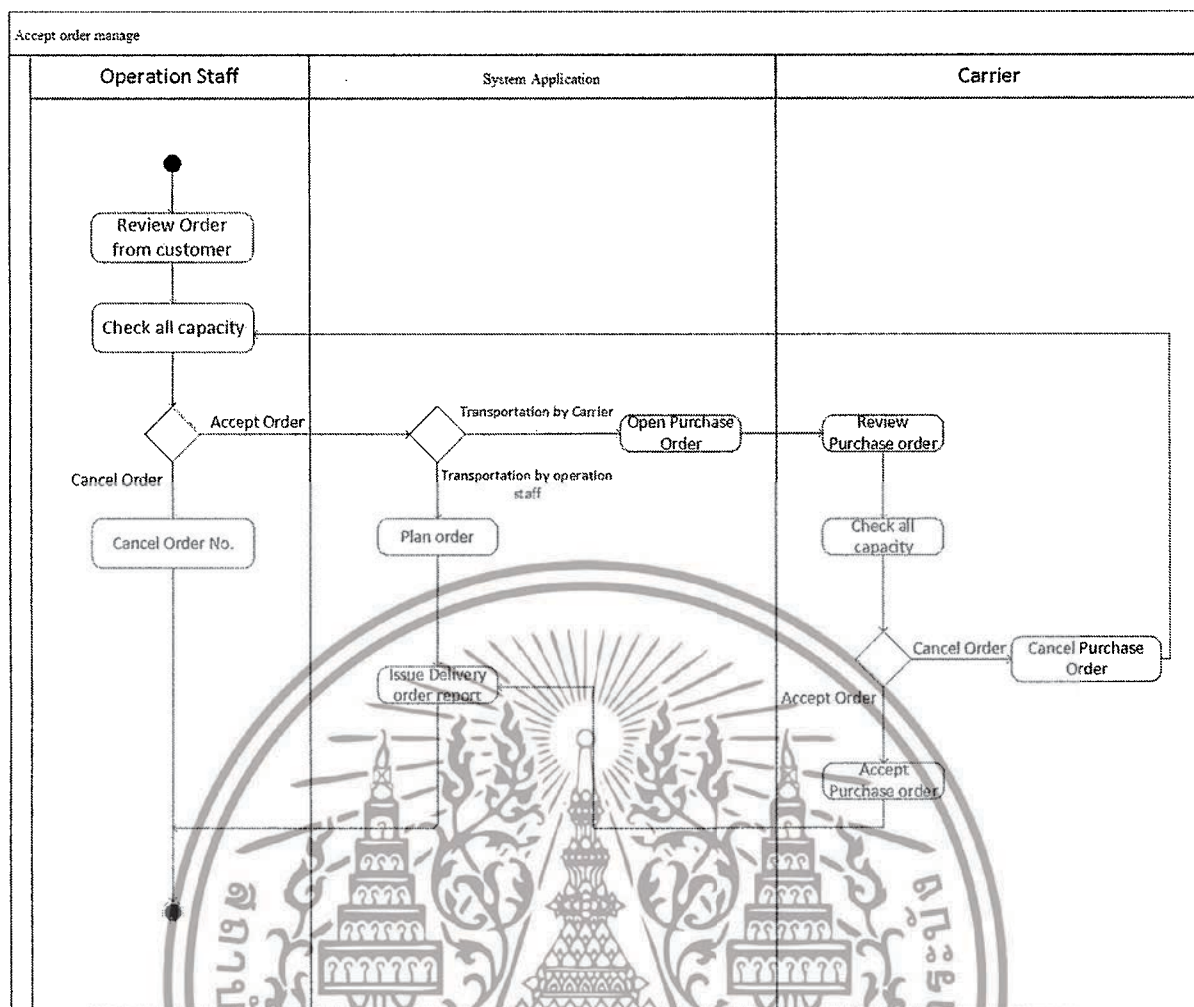 Accept order manage
Operation Staff
System Application
Carrier
Review Order
from customer
Check all capacity
Accept Order
Transportation by Carrier
Open Purchase
Order
Review
Purchase order
Cancel Order
Transportation by operation
staff
Cancel Order No.
Plan order
Check all
capacity
Cancel Order
Cancel Purchase
Order
Issue Delivery
order report
Accept Order
Accept
Purchase order